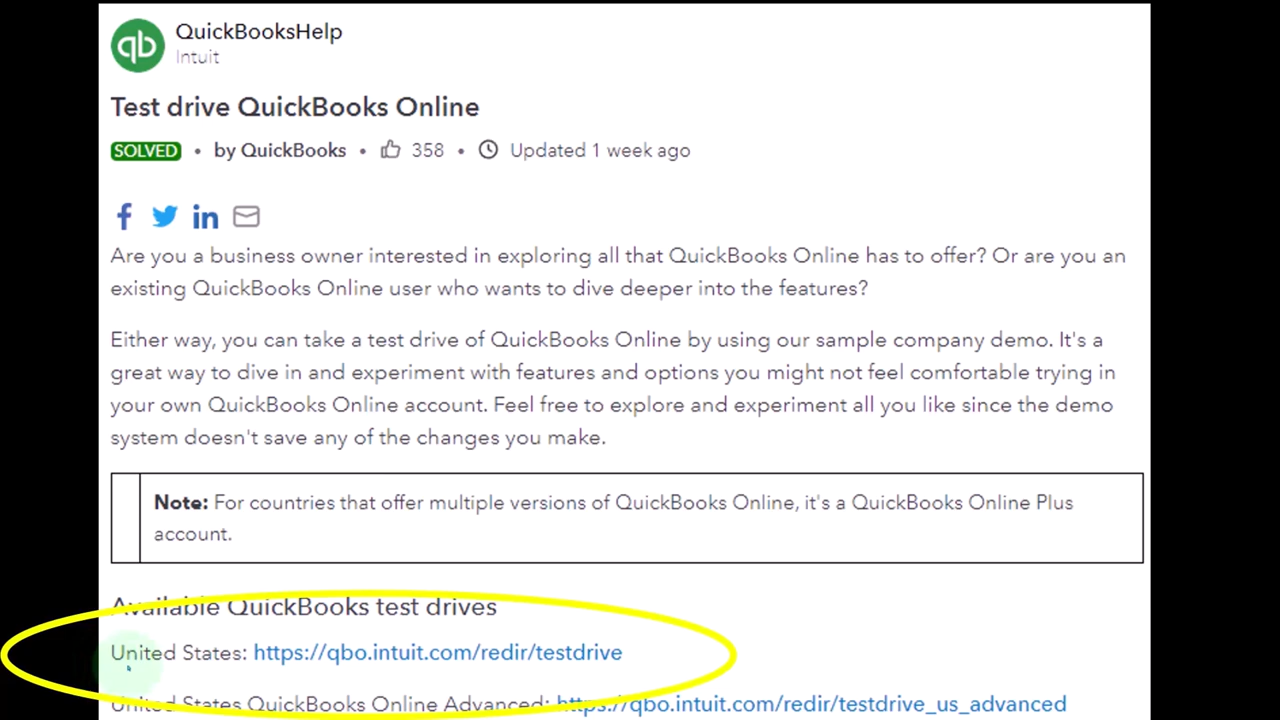 qb
QuickBooksHelp
Intuit
Test drive QuickBooks Online
SOLVED • by QuickBooks • 358 • Updated 1 week ago
f in
Are you a business owner interested in exploring all that QuickBooks Online has to offer? Or are you an
existing QuickBooks Online user who wants to dive deeper into the features?
Either way, you can take a test drive of QuickBooks Online by using our sample company demo. It's a
great way to dive in and experiment with features and options you might not feel comfortable trying in
your own QuickBooks Online account. Feel free to explore and experiment all you like since the demo
system doesn't save any of the changes you make.
Note: For countries that offer multiple versions of QuickBooks Online, it's a QuickBooks Online Plus
account.
Available QuickBooks test drives
United States: https://qbo.intuit.com/redir/testdrive
United States QuickBooks Online Advanced: https://qbo.intuit.com/redir/testdrive_us_advanced